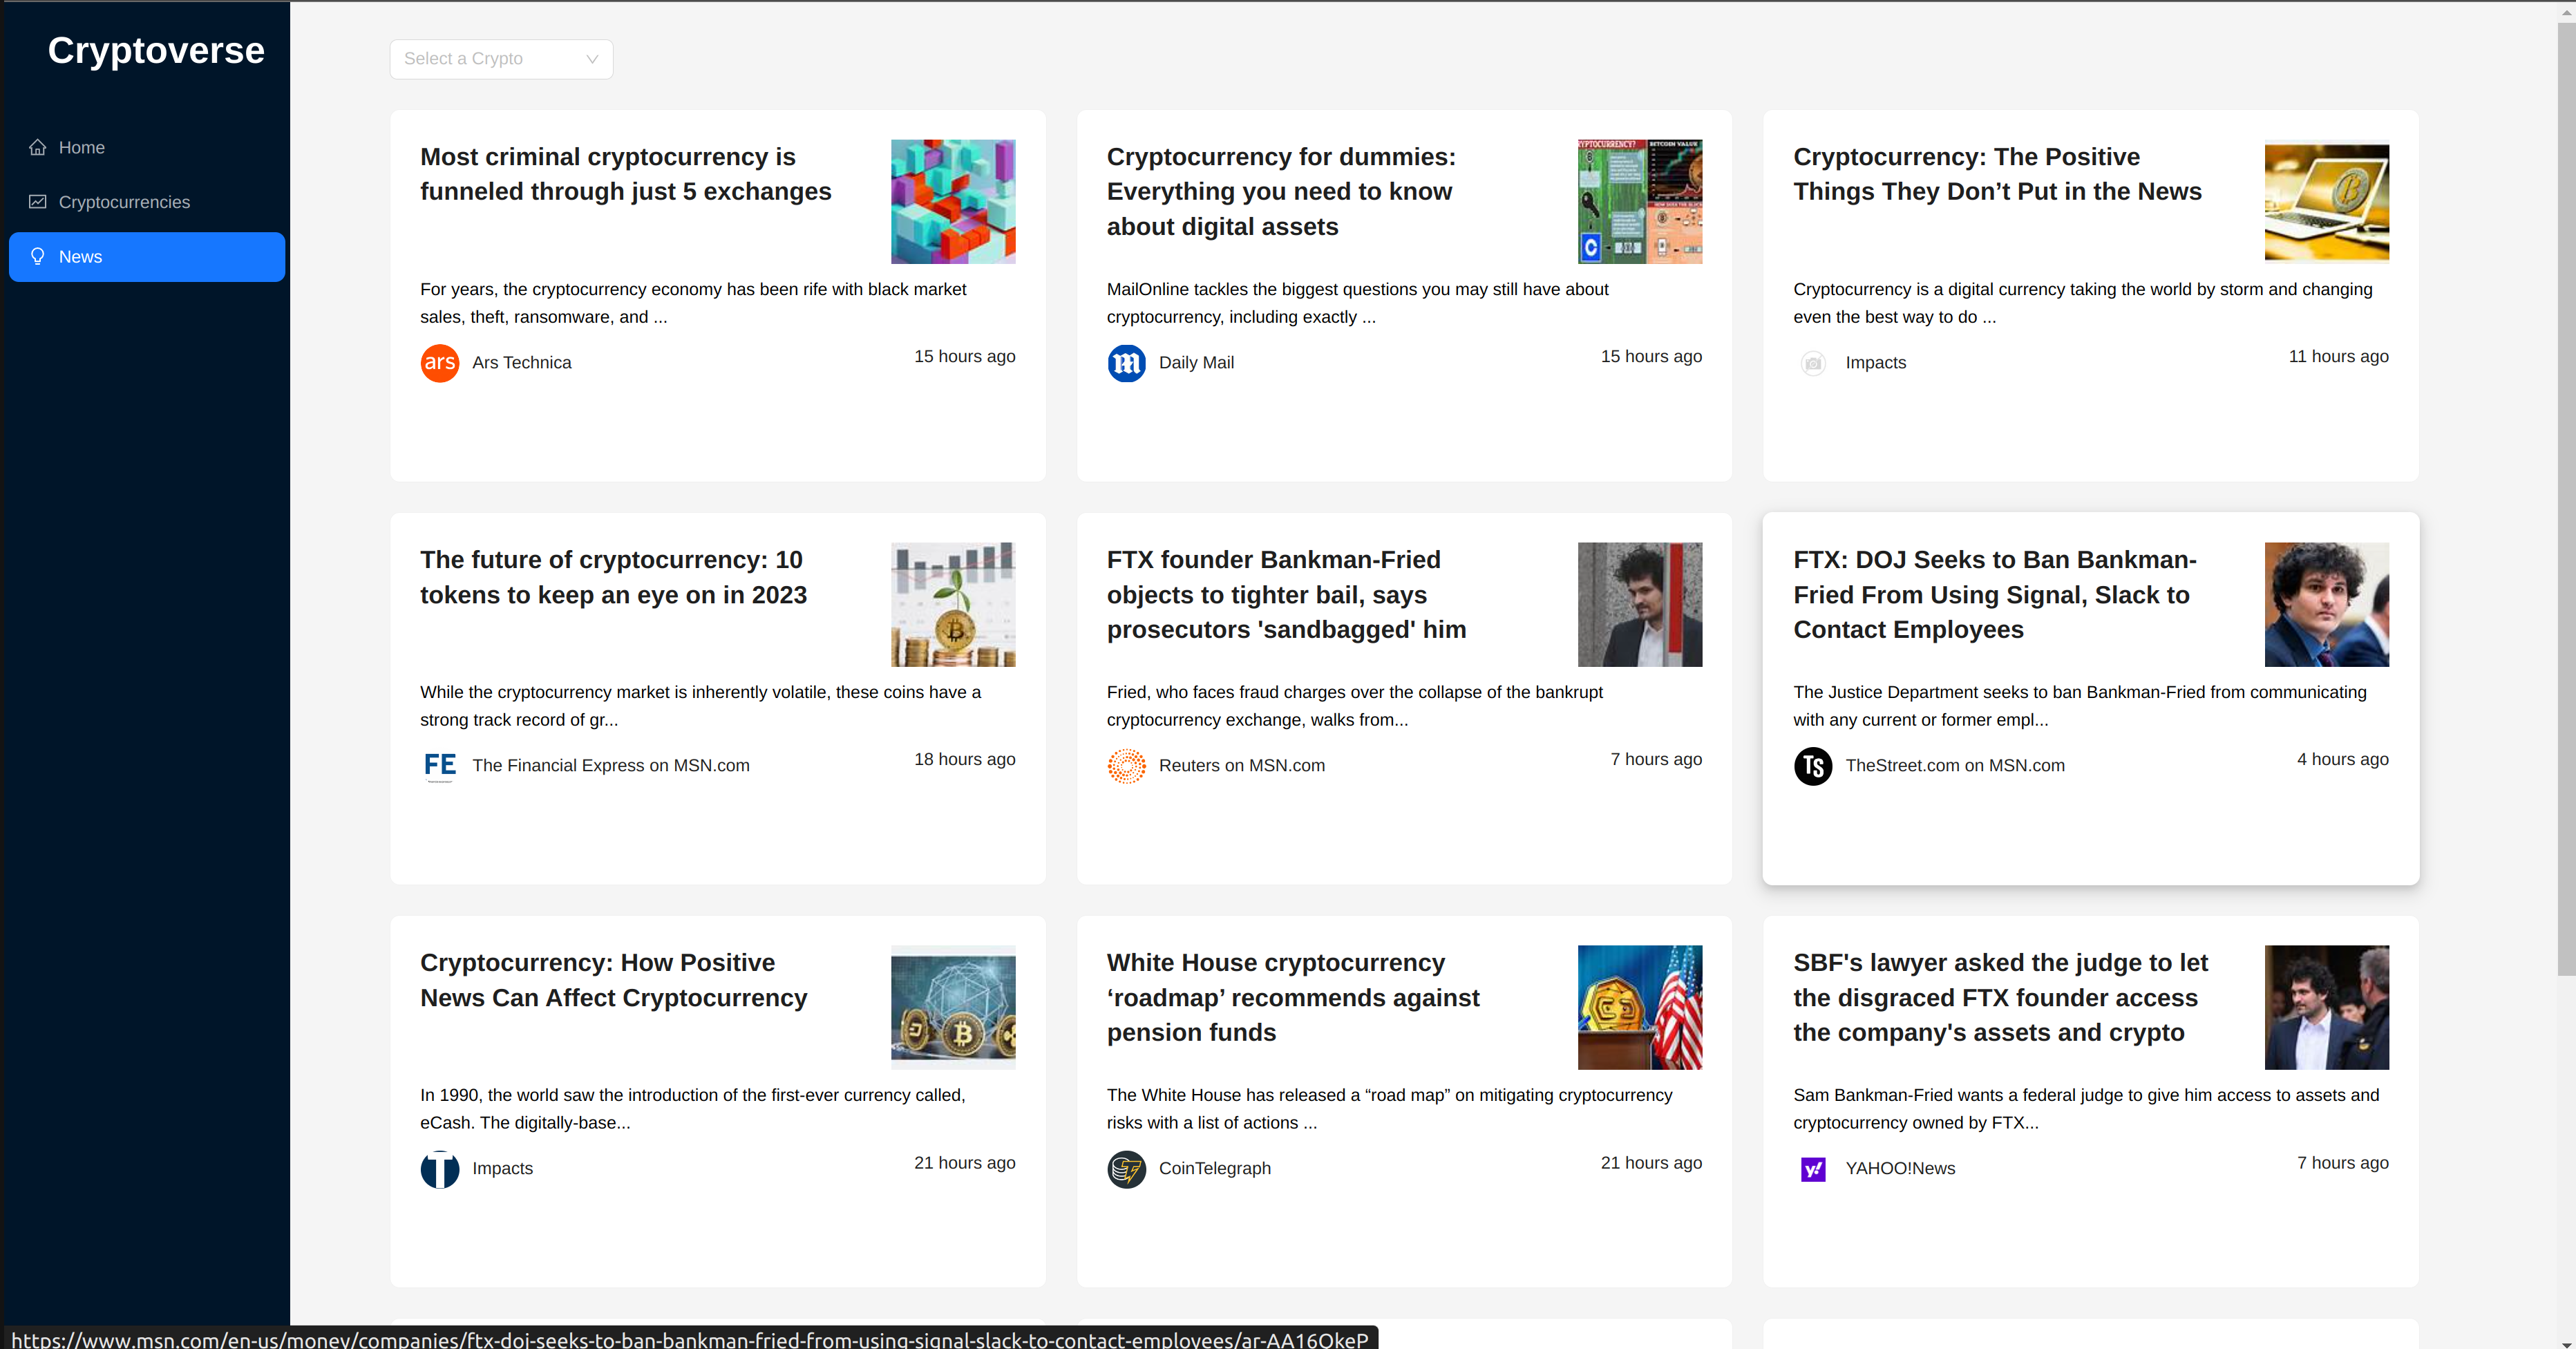 Cryptoverse
Home
Cryptocurrencies
News
Select a Crypto
Most criminal cryptocurrency is
funneled through just 5 exchanges
For years, the cryptocurrency economy has been rife with black market
sales, theft, ransomware, and ...
ars
Ars Technica
15 hours ago
Cryptocurrency for dummies:
Everything you need to know
about digital assets
BITCOIN VALUE
MailOnline tackles the biggest questions you may still have about
cryptocurrency, including exactly ...
Daily Mail
15 hours ago
Cryptocurrency: The Positive
Things They Don’t Put in the News
Cryptocurrency is a digital currency taking the world by storm and changing
even the best way to do ...
Impacts
11 hours ago
The future of cryptocurrency: 10
tokens to keep an eye on in 2023
While the cryptocurrency market is inherently volatile, these coins have a
strong track record of gr...
FE
The Financial Express on MSN.com
18 hours ago
FTX founder Bankman-Fried
objects to tighter bail, says
prosecutors 'sandbagged' him
Fried, who faces fraud charges over the collapse of the bankrupt
cryptocurrency exchange, walks from...
Reuters on MSN.com
7 hours ago
FTX: DOJ Seeks to Ban Bankman-
Fried From Using Signal, Slack to
Contact Employees
The Justice Department seeks to ban Bankman-Fried from communicating
with any current or former empl...
TS
TheStreet.com on MSN.com
4 hours ago
Cryptocurrency: How Positive
News Can Affect Cryptocurrency
In 1990, the world saw the introduction of the first-ever currency called,
eCash. The digitally-base...
T
Impacts
21 hours ago
White House cryptocurrency
‘roadmap’ recommends against
pension funds
The White House has released a “road map” on mitigating cryptocurrency
risks with a list of actions ...
CoinTelegraph
21 hours ago
SBF's lawyer asked the judge to let
the disgraced FTX founder access
the company's assets and crypto
Sam Bankman-Fried wants a federal judge to give him access to assets and
cryptocurrency owned by FTX...
y!
YAHOO!News
7 hours ago
https://www.msn.com/en-us/money/companies/ftx-doj-seeks-to-ban-bankman-fried-from-using-signal-slack-to-contact-employees/ar-AA16QkeP